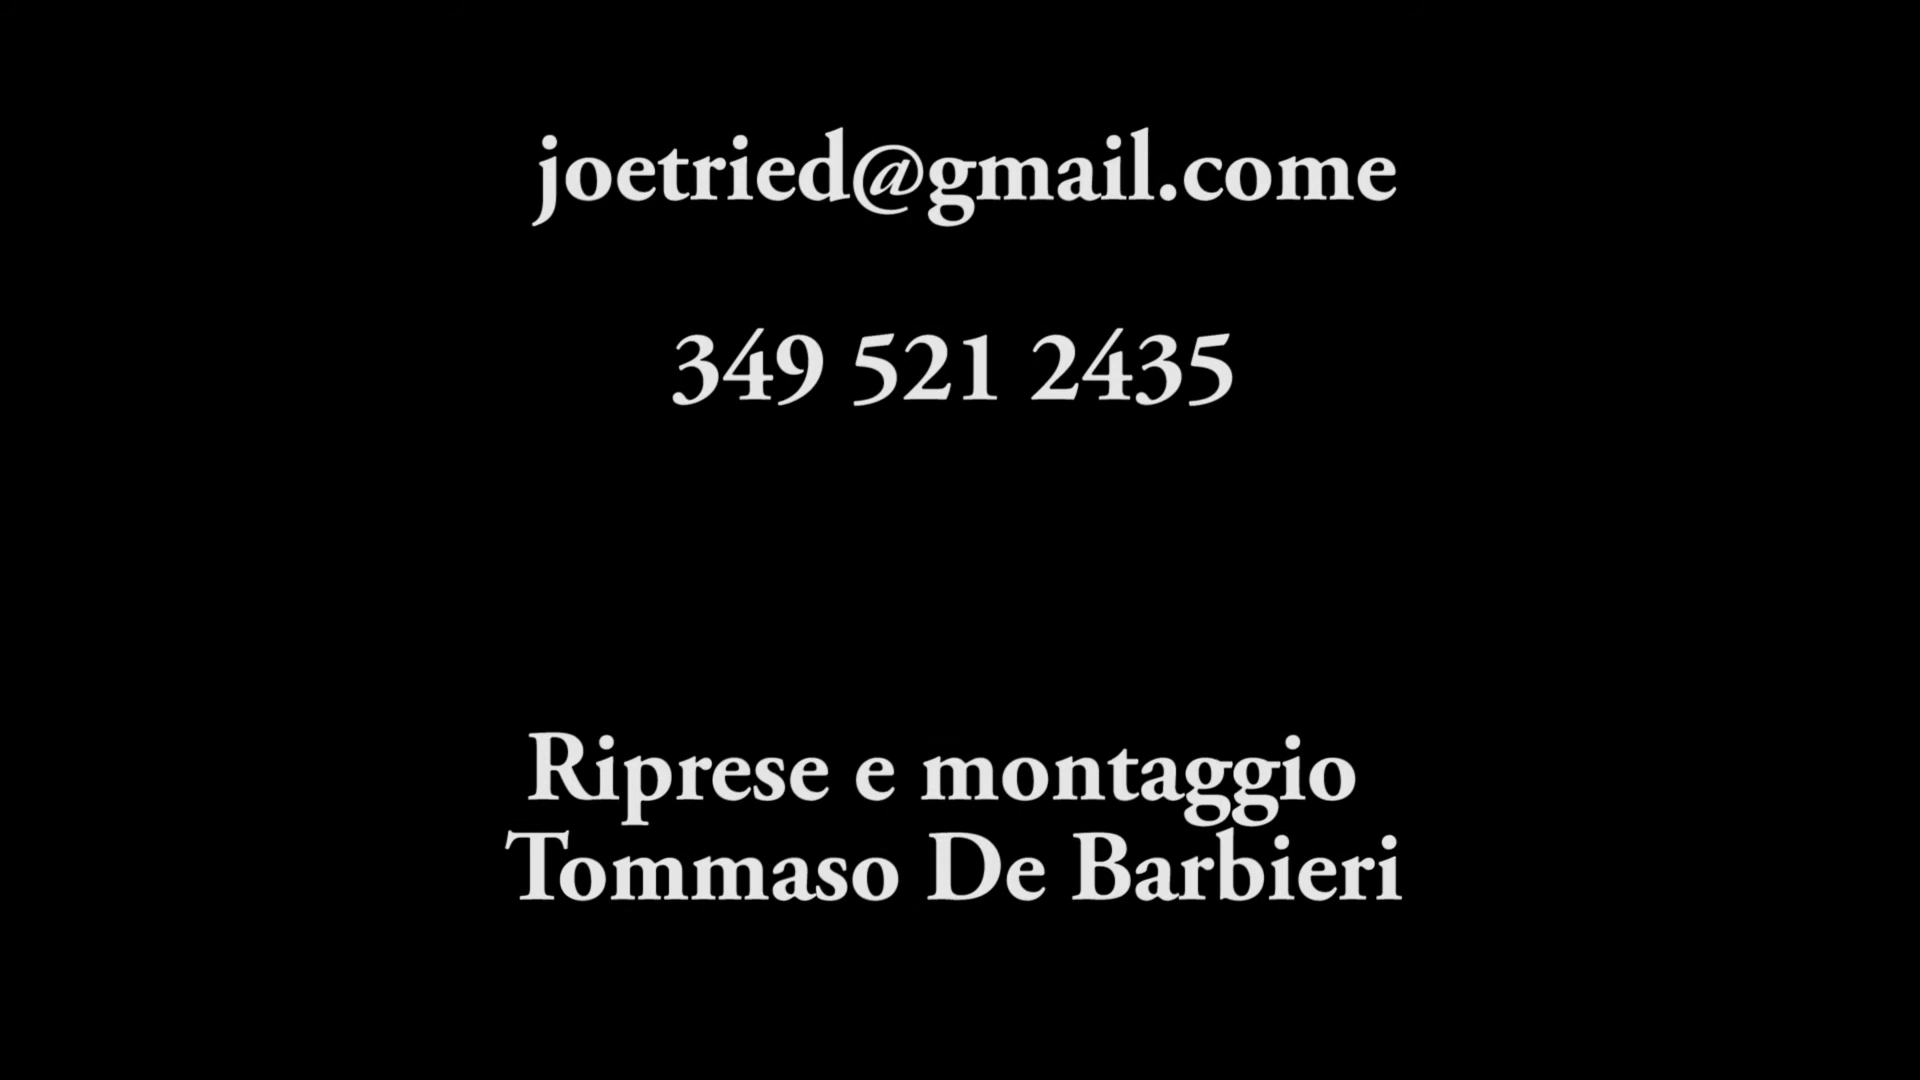 joetried@gmail.come
349 521 2435
Riprese e montaggio
Tommaso De Barbieri